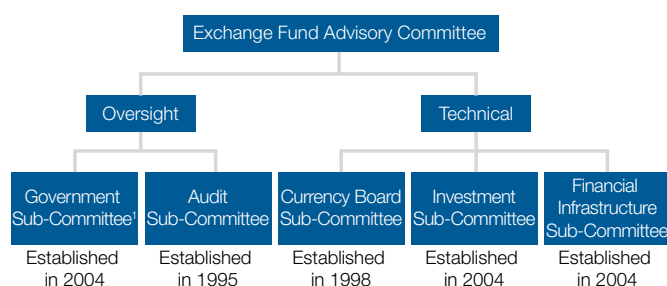 Exchange Fund Advisory Committee
Oversight
Technical
Government
Sub-Committee¹
Audit
Sub-Committee
Currency Board
Sub-Committee
Investment
Sub-Committee
Financial
Infrastructure
Sub-Committee
Established
in 2004
Established
in 1995
Established
in 1998
Established
in 2004
Established
in 2004